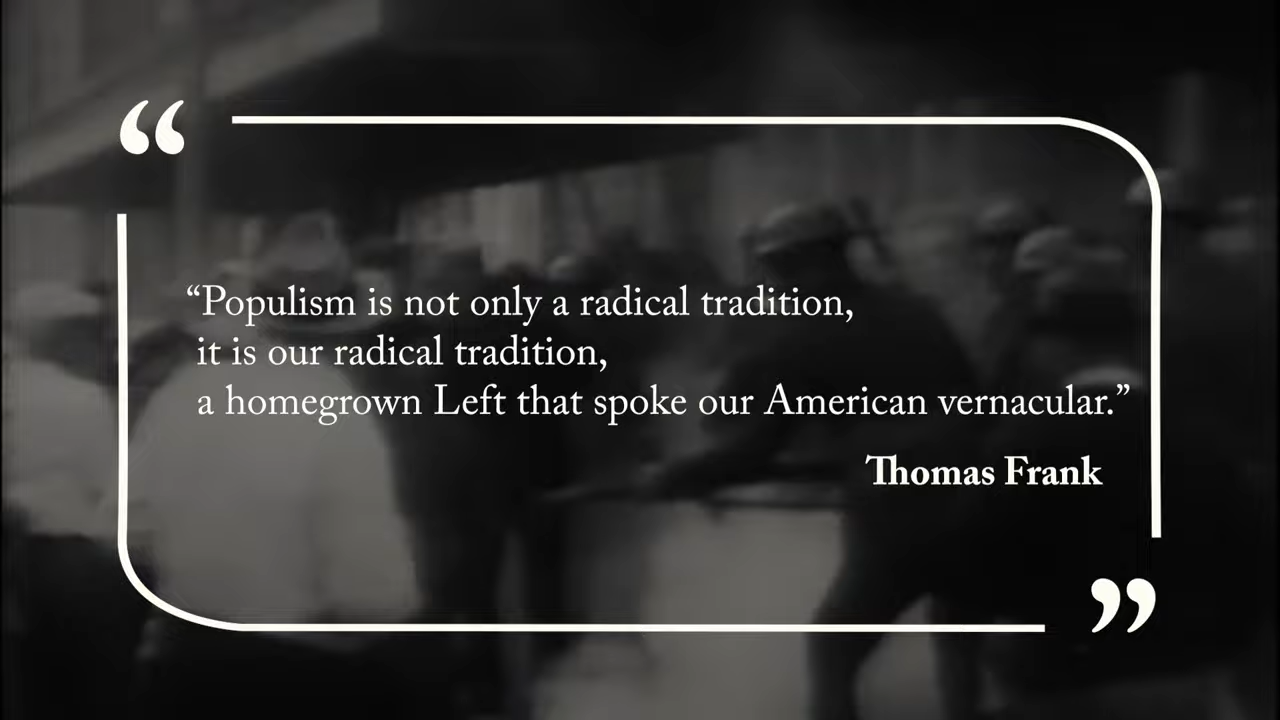 “Populism is not only a radical tradition,
it is our radical tradition,
a homegrown Left that spoke our American vernacular.”
Thomas Frank